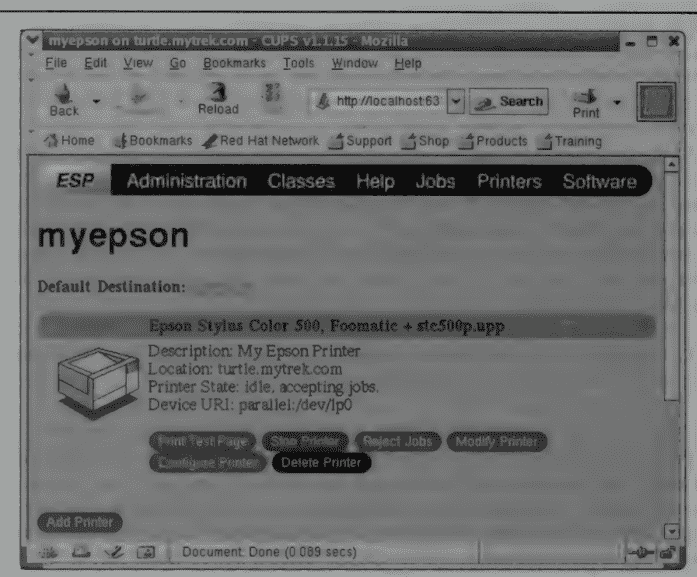 myepson on turtle.mytrek.com - CUPS v1.1.15 - Mozilla
File Edit View Go Bookmarks Tools Window Help
Back Reload http://localhost:63 Search Print
Home Bookmarks Red Hat Network Support Shop Products Training
ESP Administration Classes Help Jobs Printers Software
myepson
Default Destination:
Epson Stylus Color 500, Foomatic + stc500p.upp
Description: My Epson Printer
Location: turtle.mytrek.com
Printer State: idle, accepting jobs.
Device URI: parallel:/dev/lp0
Print Test Page Stop Printer Reject Jobs Modify Printer
Configure Printer Delete Printer
Add Printer
Document: Done (0.089 secs)